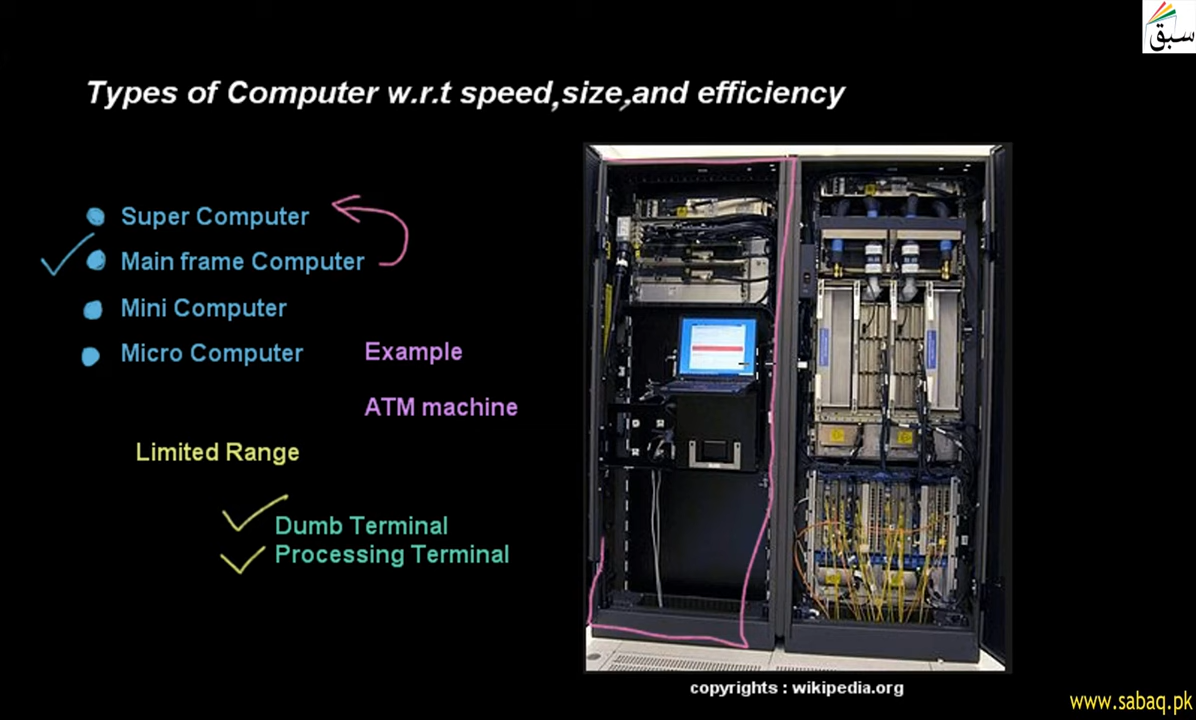 سبق
Types of Computer w.r.t speed,size,and efficiency
Super Computer
Main frame Computer
Mini Computer
Micro Computer
Example
ATM machine
Limited Range
Dumb Terminal
Processing Terminal
copyrights : wikipedia.org
www.sabaq.pk